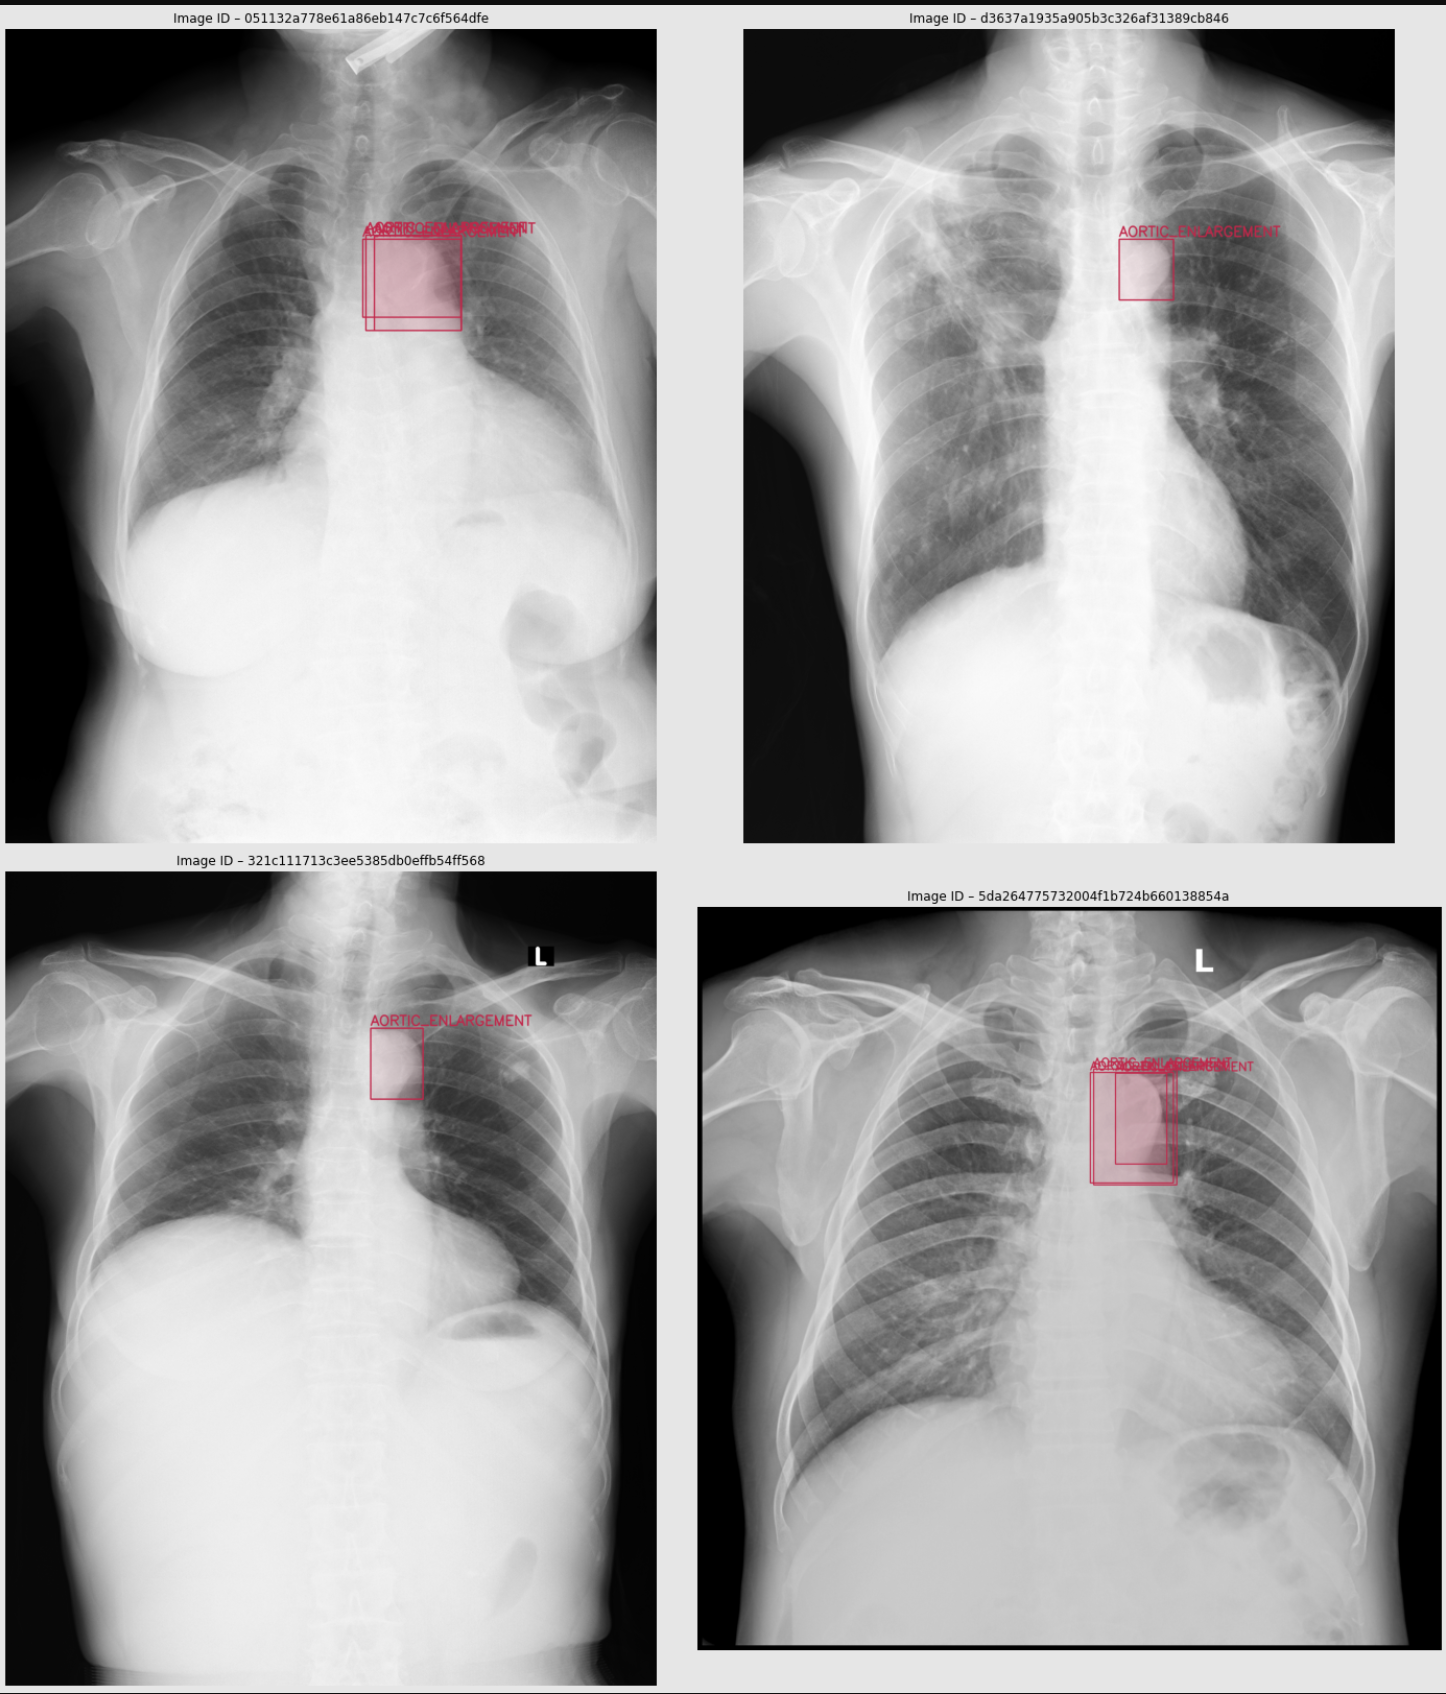 Image ID – 051132a778e61a86eb147c7c6f564dfe
Image ID – d3637a1935a905b3c326af31389cb846
AORTIC_ENLARGEMENT
Image ID – 321c111713c3ee5385db0effb54ff568
Image ID – 5da264775732004f1b724b660138854a
L
L
AORTIC_ENLARGEMENT